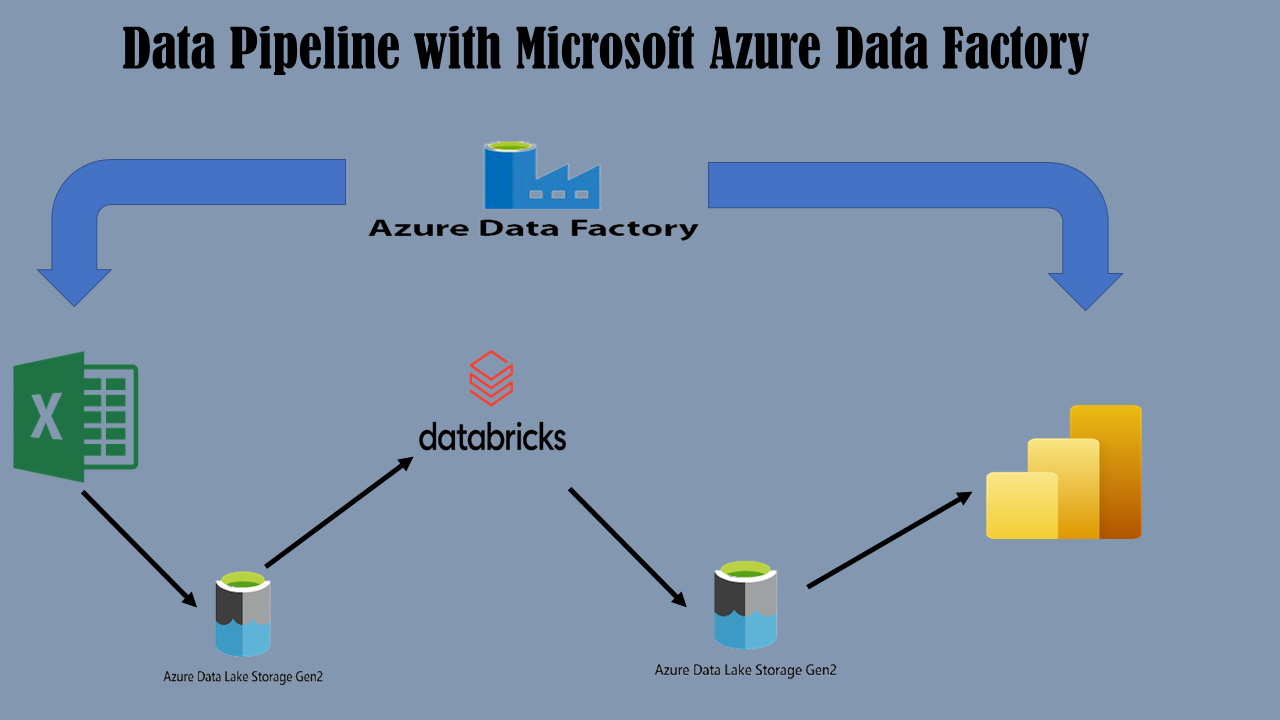 Data Pipeline with Microsoft Azure Data Factory
Azure Data Factory
X
databricks
Azure Data Lake Storage Gen2
Azure Data Lake Storage Gen2